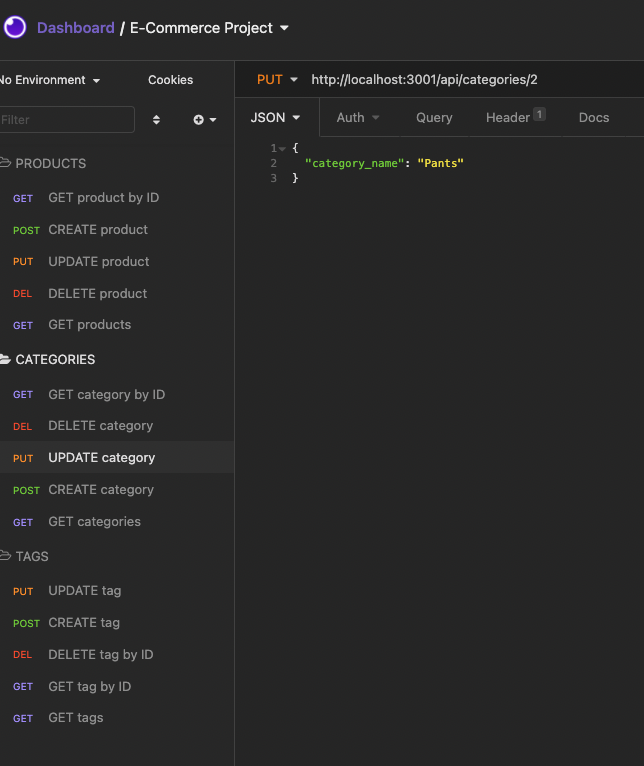 Dashboard / E-Commerce Project
No Environment Cookies
Filter
PRODUCTS
GET GET product by ID
POST CREATE product
PUT UPDATE product
DEL DELETE product
GET GET products
CATEGORIES
GET GET category by ID
DEL DELETE category
PUT UPDATE category
POST CREATE category
GET GET categories
TAGS
PUT UPDATE tag
POST CREATE tag
DEL DELETE tag by ID
GET GET tag by ID
GET GET tags
PUT http://localhost:3001/api/categories/2
JSON Auth Query Header 1 Docs
1 {
2 "category_name": "Pants"
3 }